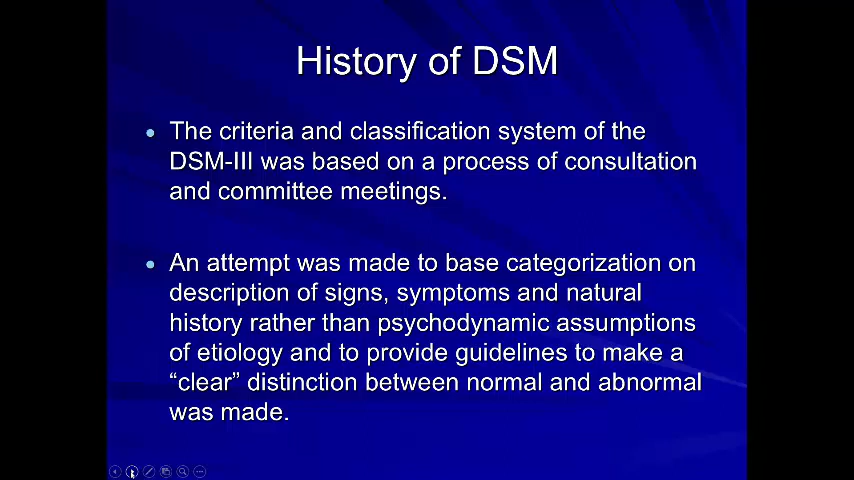 History of DSM
The criteria and classification system of the
DSM-III was based on a process of consultation
and committee meetings.
An attempt was made to base categorization on
description of signs, symptoms and natural
history rather than psychodynamic assumptions
of etiology and to provide guidelines to make a
“clear” distinction between normal and abnormal
was made.